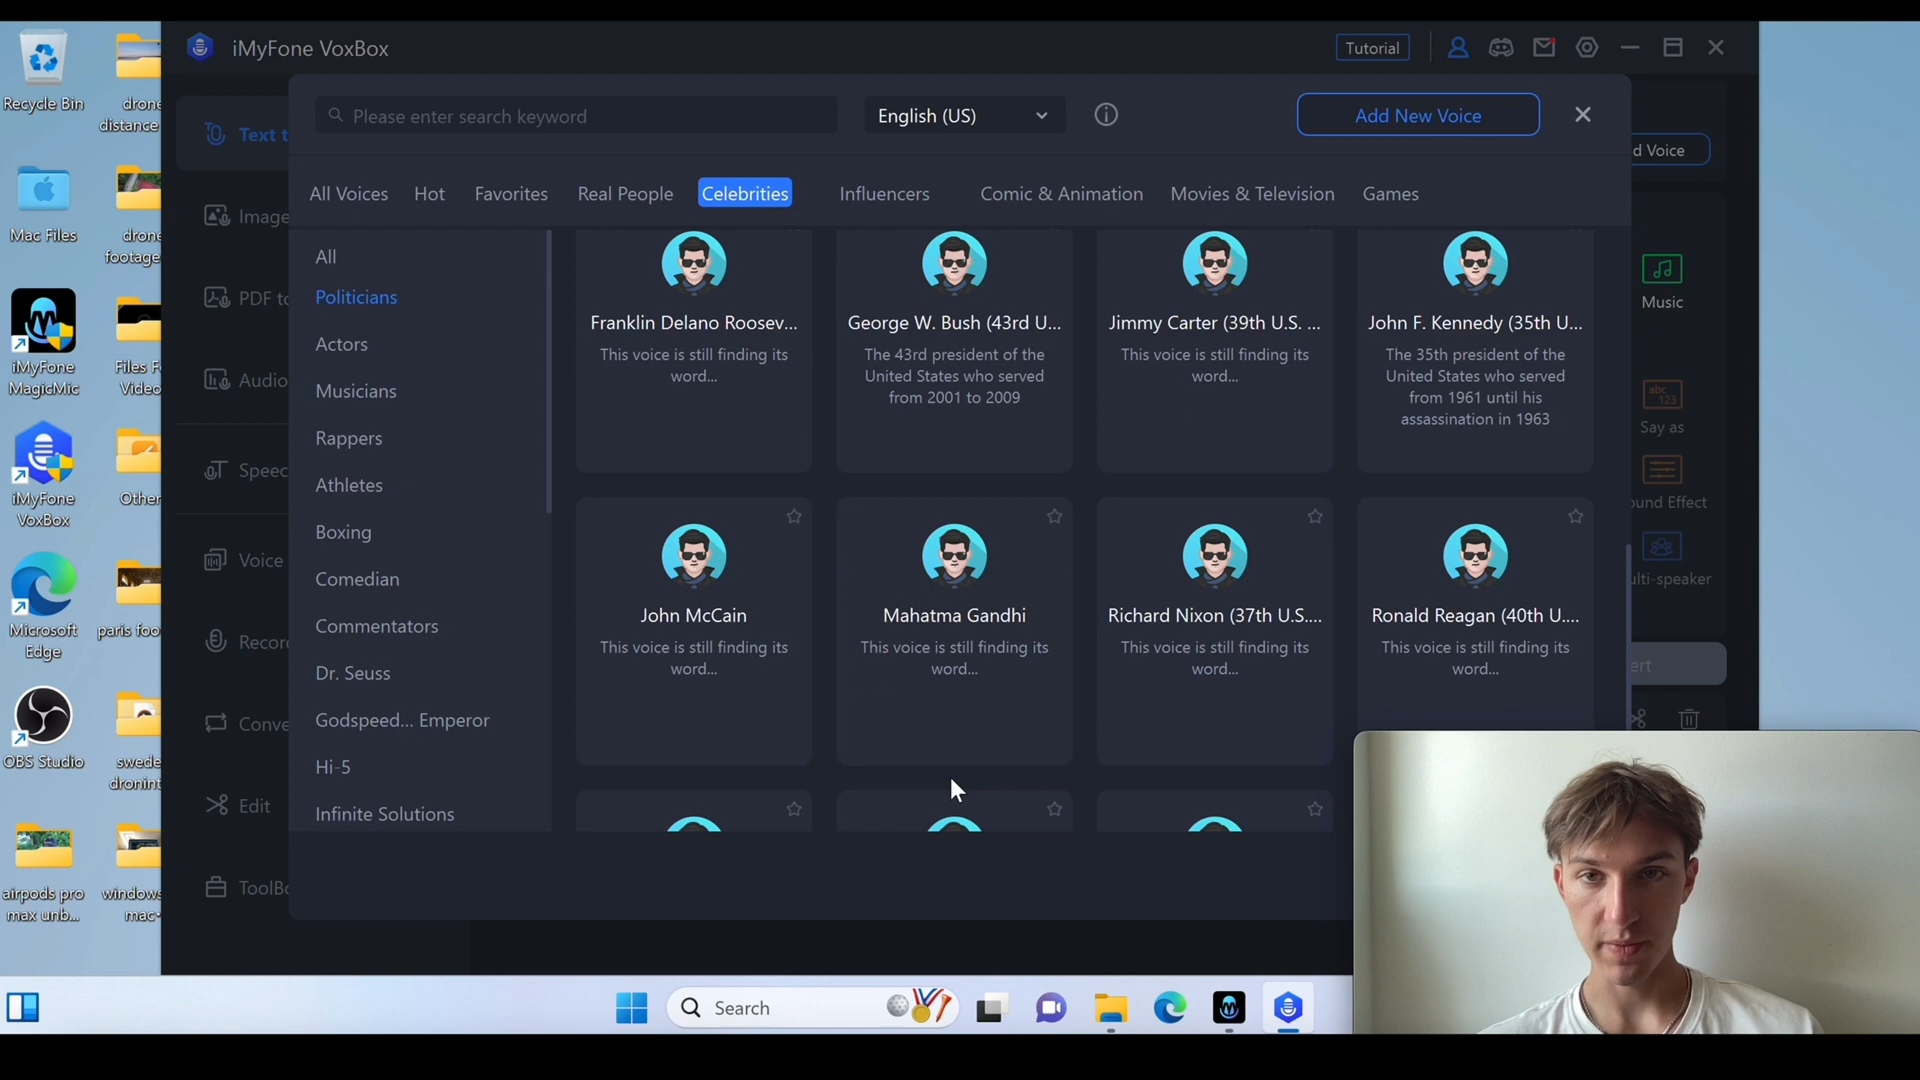 iMyFone VoxBox
Tutorial
Please enter search keyword
English (US)
Add New Voice
d Voice
All Voices
Hot
Favorites
Real People
Celebrities
Influencers
Comic & Animation
Movies & Television
Games
All
Politicians
Actors
Musicians
Rappers
Athletes
Boxing
Comedian
Commentators
Dr. Seuss
Godspeed... Emperor
Hi-5
Infinite Solutions
Franklin Delano Roosev...
This voice is still finding its
word...
George W. Bush (43rd U...
The 43rd president of the
United States who served
from 2001 to 2009
Jimmy Carter (39th U.S. ...
This voice is still finding its
word...
John F. Kennedy (35th U...
The 35th president of the
United States who served
from 1961 until his
assassination in 1963
John McCain
This voice is still finding its
word...
Mahatma Gandhi
This voice is still finding its
word...
Richard Nixon (37th U.S....
This voice is still finding its
word...
Ronald Reagan (40th U....
This voice is still finding its
word...
Text t
Image
PDF to
Audio
Speec
Voice
Recor
Conve
Edit
ToolBo
Music
abc
123
Say as
ound Effect
ulti-speaker
ert
Recycle Bin
drone
distance
Mac Files
drone
footage
iMyFone
MagicMic
Files F
Video
iMyFone
VoxBox
Other
Microsoft
Edge
paris foo
OBS Studio
swede
dronint
airpods pro
max unb...
windows
mac
Search